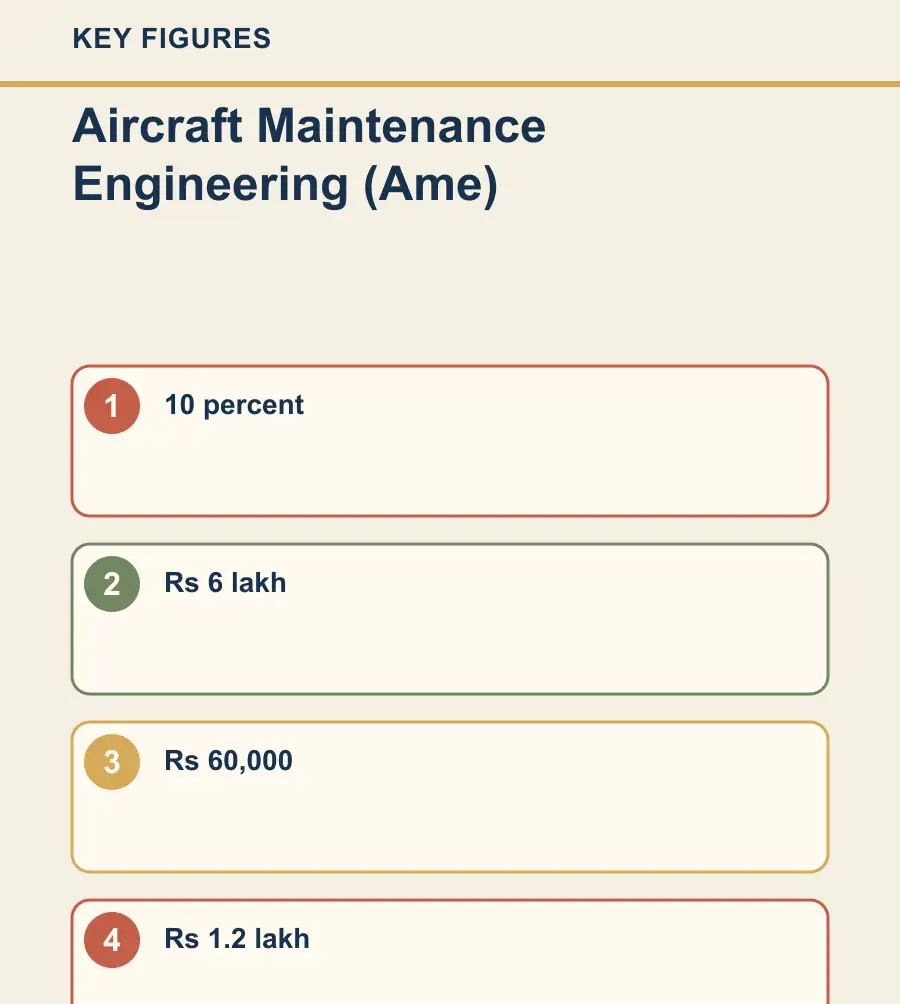 KEY FIGURES
Aircraft Maintenance
Engineering (Ame)
1 10 percent
2 Rs 6 lakh
3 Rs 60,000
4 Rs 1.2 lakh